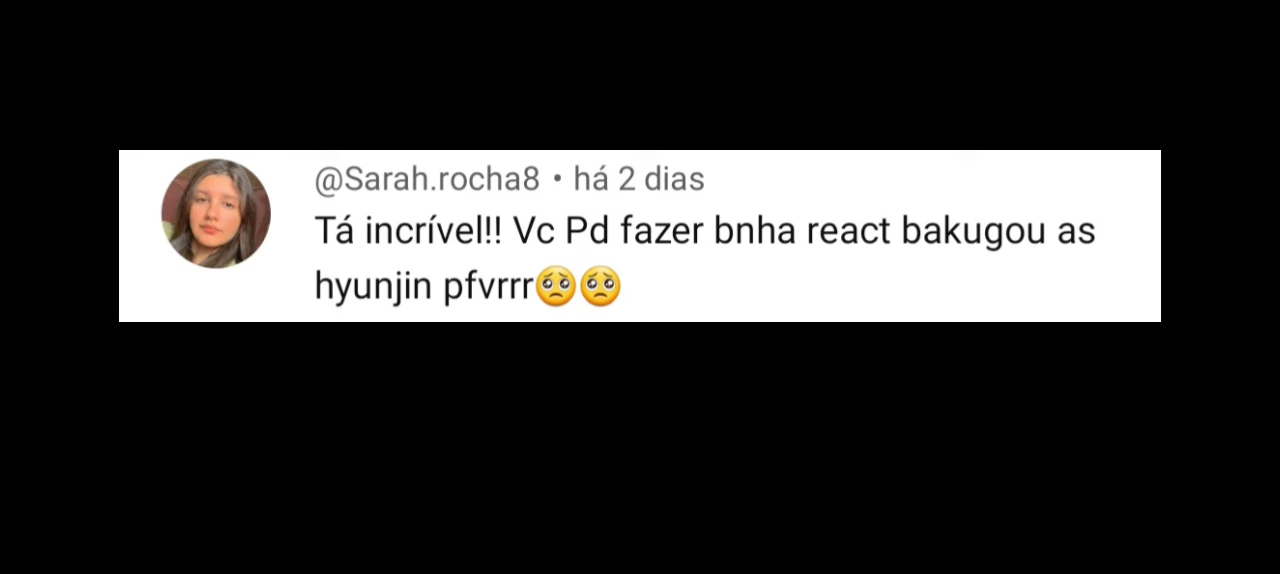 @Sarah.rocha8 • há 2 dias
Tá incrível!! Vc Pd fazer bnha react bakugou as
hyunjin pfvrrr🥺🥺